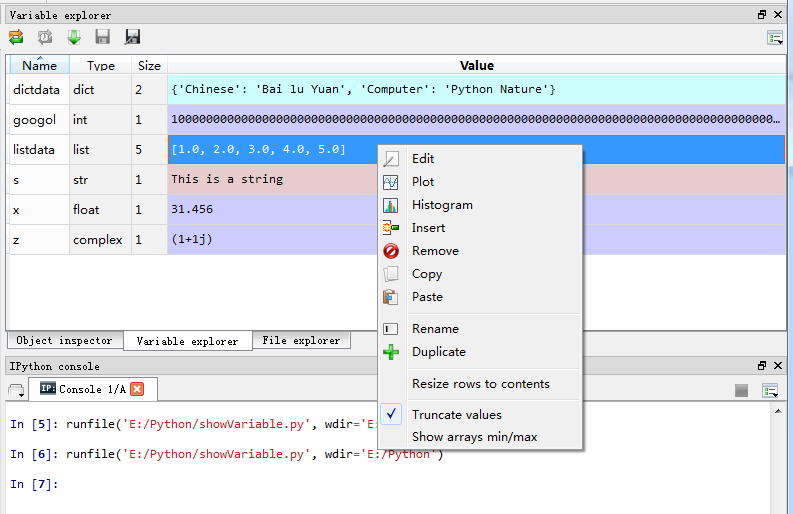 Variable explorer
Name Type Size Value
dictdata dict 2 {'Chinese': 'Bai lu Yuan', 'Computer': 'Python Nature'}
googol int 1
listdata list 5 [1.0, 2.0, 3.0, 4.0, 5.0]
s str 1 This is a string
x float 1 31.456
z complex 1 (1+1j)
Edit
Plot
Histogram
Insert
Remove
Copy
Paste
Rename
Duplicate
Resize rows to contents
Truncate values
Show arrays min/max
Object inspector Variable explorer File explorer
IPython console
IP: Console 1/A
In [5]: runfile('E:/Python/showVariable.py', wdir='E:
In [6]: runfile('E:/Python/showVariable.py', wdir='E:/Python')
In [7]: